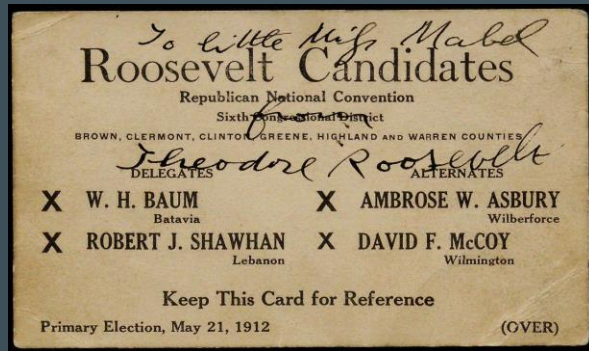 To little Miss Mabel
Roosevelt Candidates
Republican National Convention
Sixth Congressional District
from
BROWN, CLERMONT, CLINTON, GREENE, HIGHLAND AND WARREN COUNTIES
Theodore Roosevelt
DELEGATES ALTERNATES
X W. H. BAUM X AMBROSE W. ASBURY
Batavia Wilberforce
X ROBERT J. SHAWHAN X DAVID F. McCOY
Lebanon Wilmington
Keep This Card for Reference
Primary Election, May 21, 1912 (OVER)